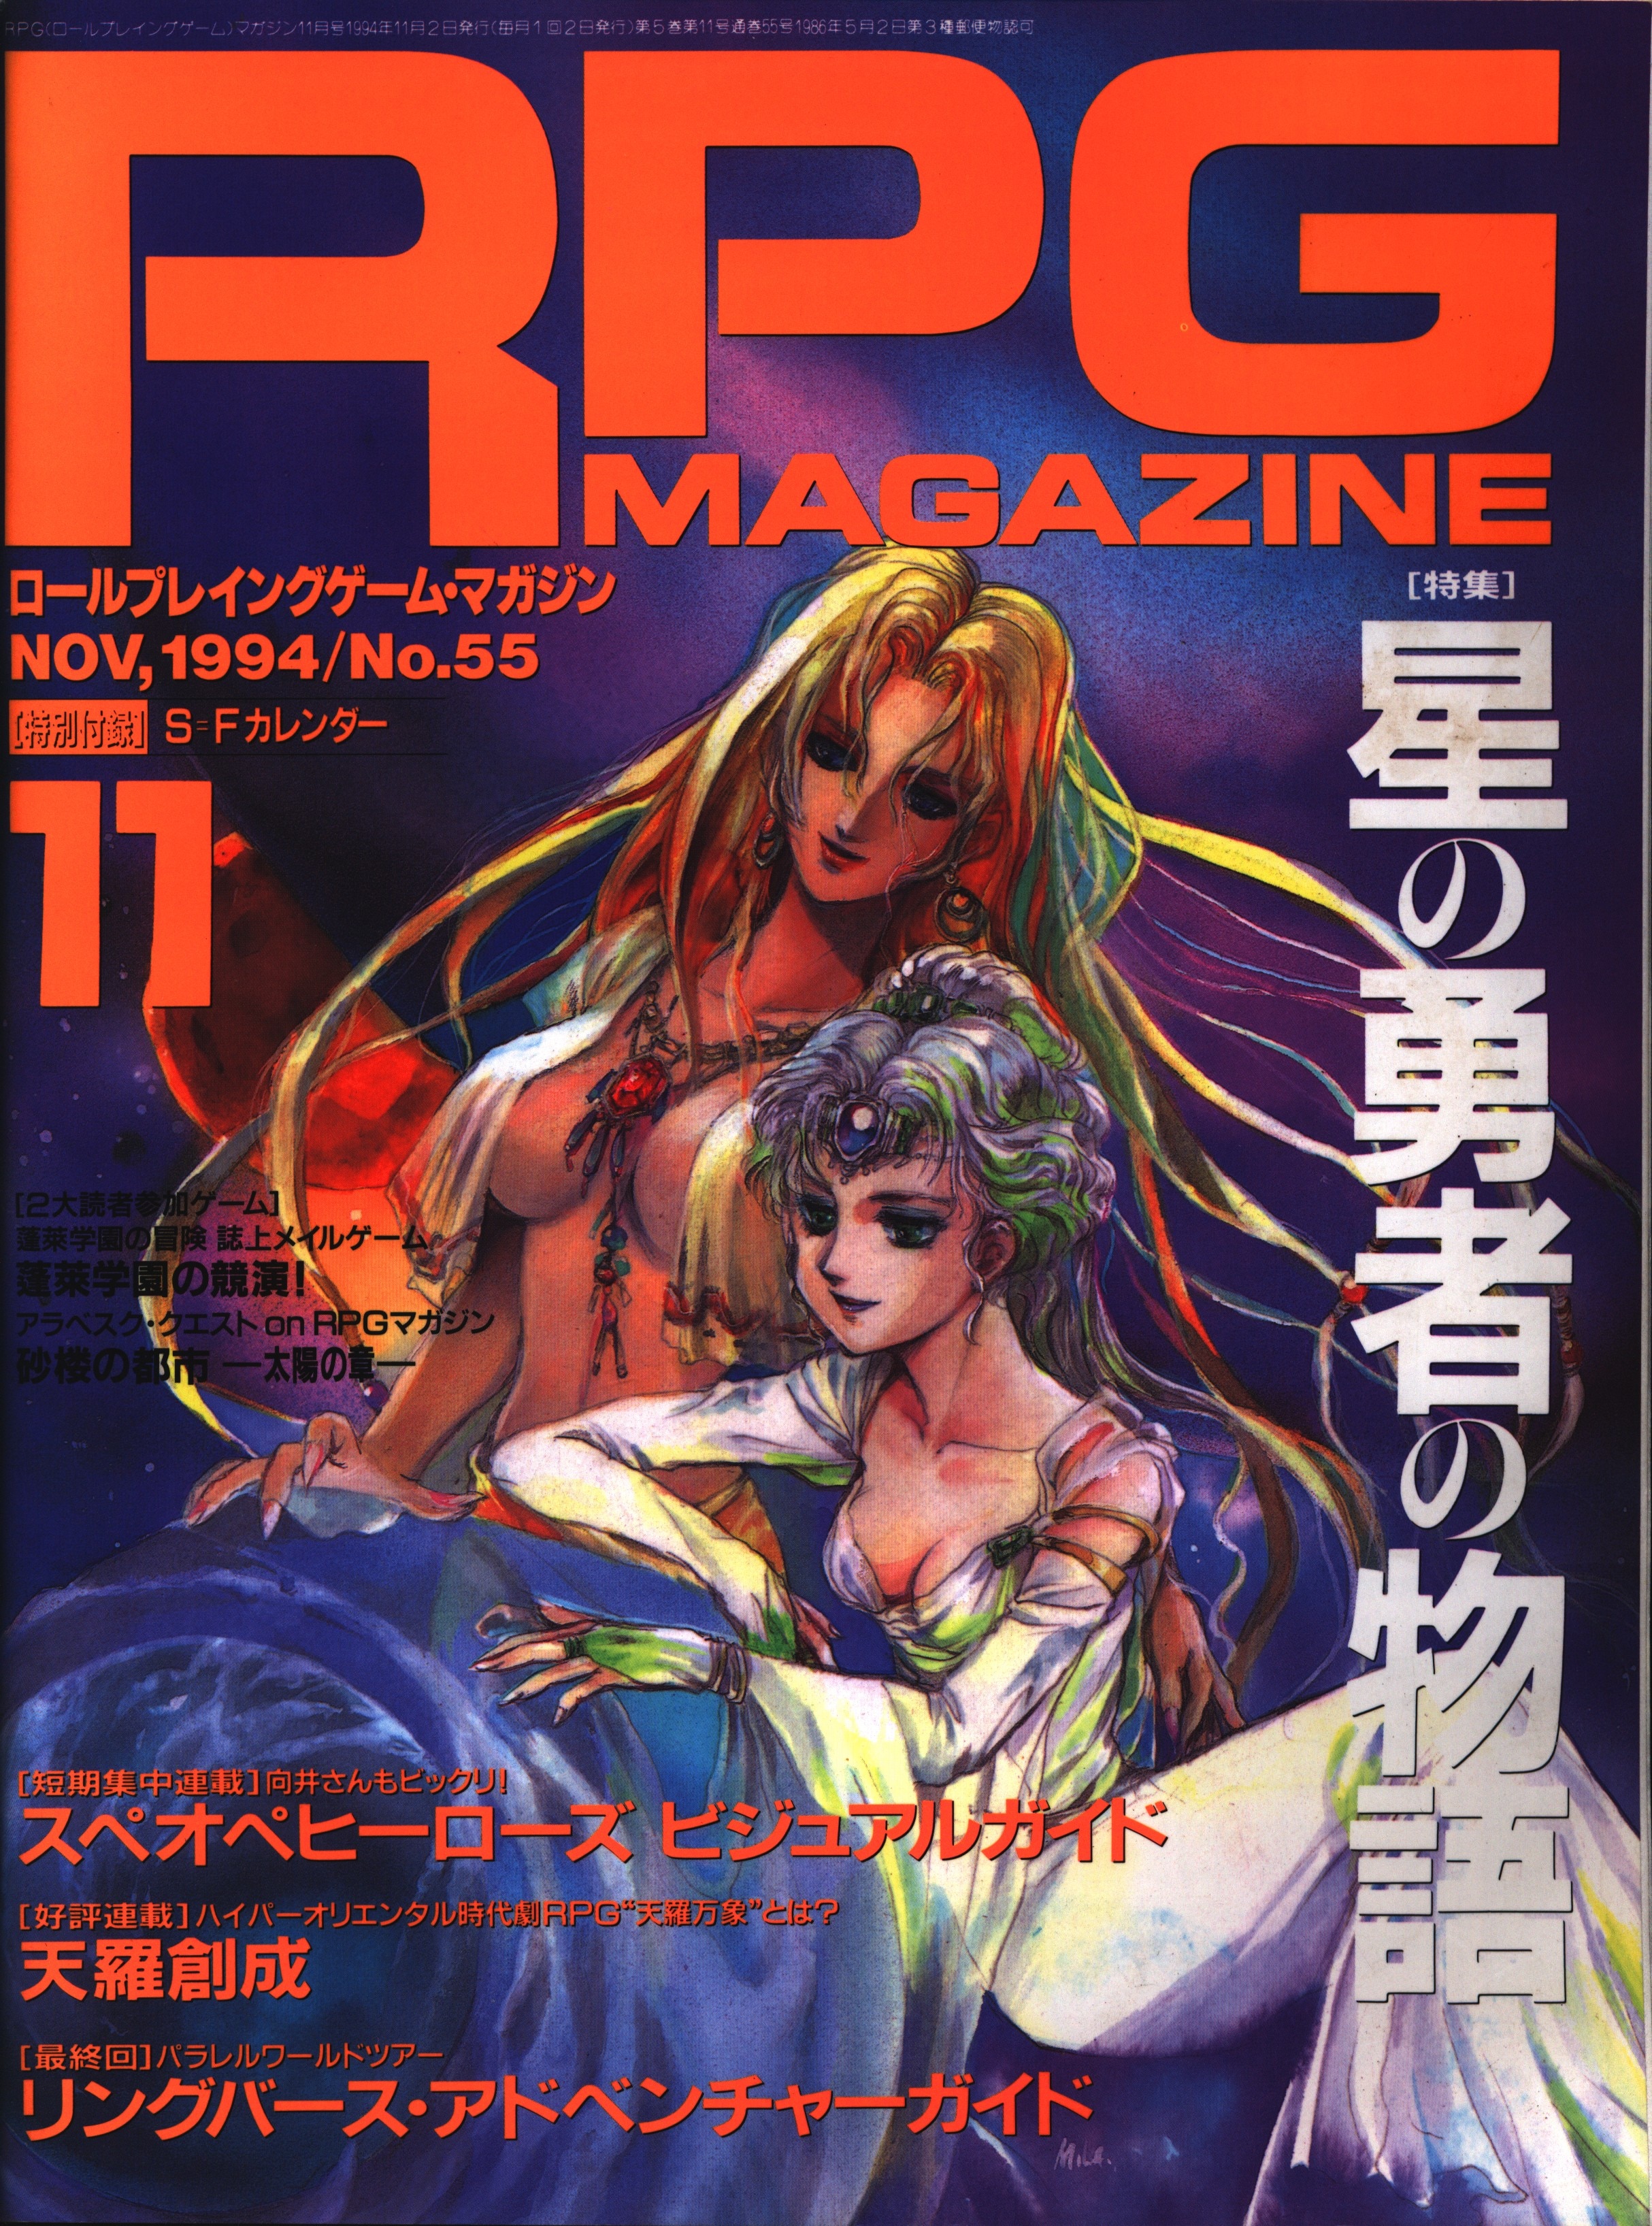 RPG(ロールプレイングゲーム)マガジン11月号1994年11月2日発行(毎月1回2日発行)第5巻第11号通巻55号1986年5月2日第3種郵便物認可
RPG
MAGAZINE
ロールプレイングゲーム・マガジン
NOV,1994/No.55
[特別付録] S=Fカレンダー
11
[特集]
星の勇者の物語
[2大読者参加ゲーム]
蓬萊学園の冒険 誌上メイルゲーム
蓬萊学園の競演!
アラベスク・クエスト on RPGマガジン
砂楼の都市 —太陽の章—
[短期集中連載]向井さんもビックリ!
スペオペヒーローズ ビジュアルガイド
[好評連載]ハイパーオリエンタル時代劇RPG“天羅万象”とは?
天羅創成
[最終回]パラレルワールドツアー
リングバース・アドベンチャーガイド